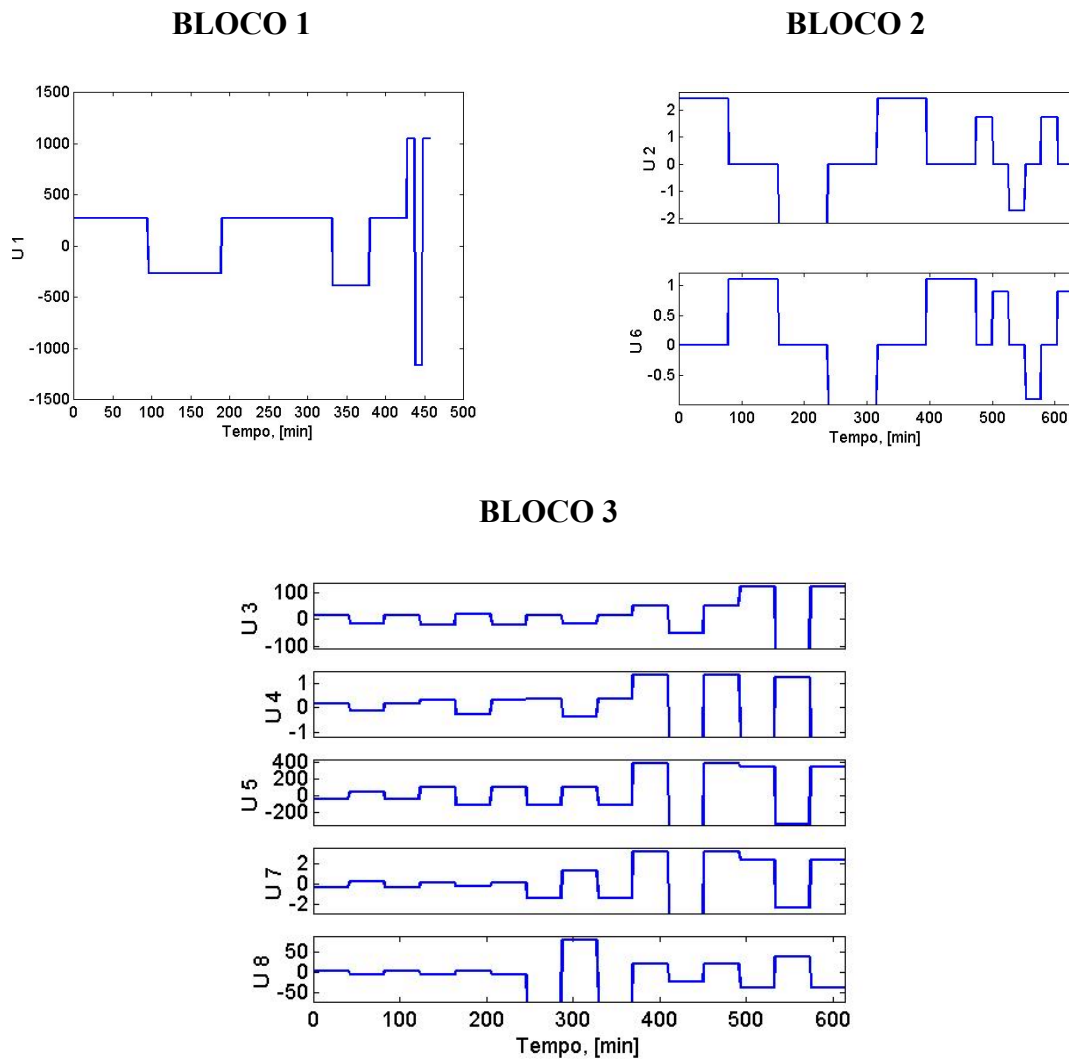 BLOCO 1
BLOCO 2
1500
1000
500
0
-500
-1000
-1500
U 1
0 50 100 150 200 250 300 350 400 450 500
Tempo, [min]
2
1
0
-1
-2
U 2
1
0.5
0
-0.5
U 6
0 100 200 300 400 500 600
Tempo, [min]
BLOCO 3
100
0
-100
U 3
1
0
-1
U 4
400
200
0
-200
U 5
2
0
-2
U 7
50
0
-50
U 8
0 100 200 300 400 500 600
Tempo, [min]